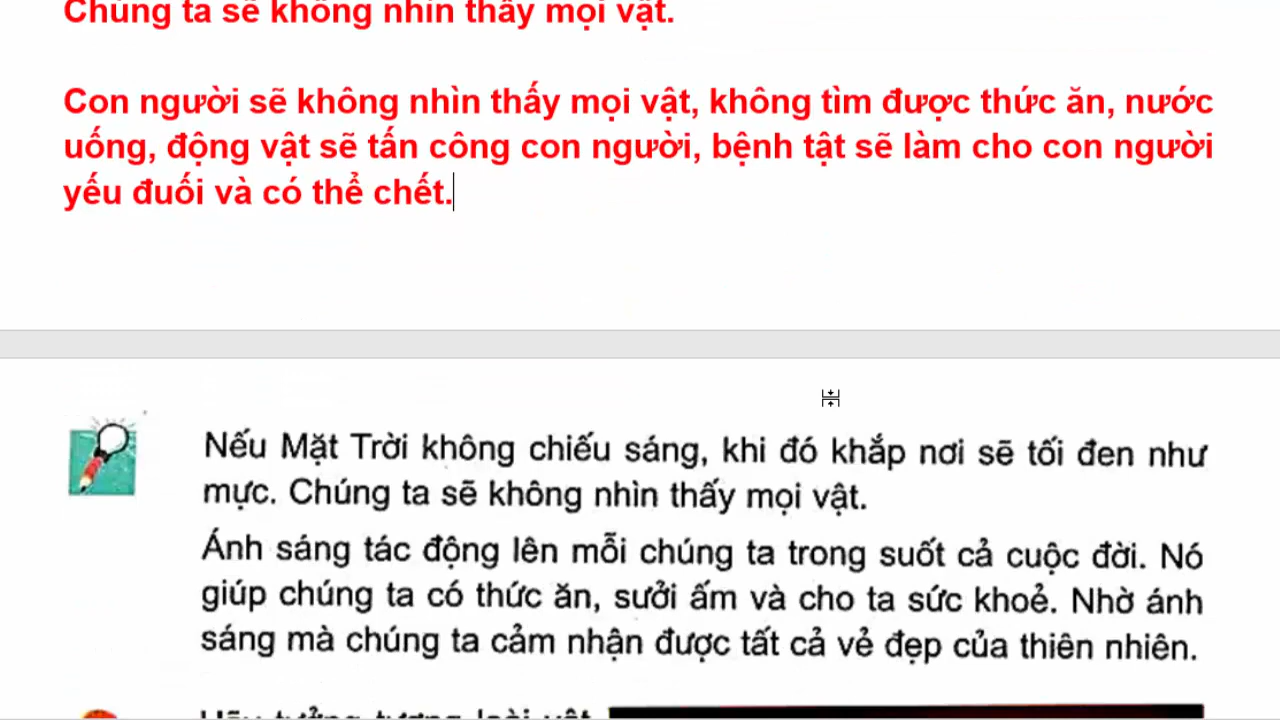 Chúng ta sẽ không nhìn thấy mọi vật.
Con người sẽ không nhìn thấy mọi vật, không tìm được thức ăn, nước
uống, động vật sẽ tấn công con người, bệnh tật sẽ làm cho con người
yếu đuối và có thể chết.
Nếu Mặt Trời không chiếu sáng, khi đó khắp nơi sẽ tối đen như
mực. Chúng ta sẽ không nhìn thấy mọi vật.
Ánh sáng tác động lên mỗi chúng ta trong suốt cả cuộc đời. Nó
giúp chúng ta có thức ăn, sưởi ấm và cho ta sức khoẻ. Nhờ ánh
sáng mà chúng ta cảm nhận được tất cả vẻ đẹp của thiên nhiên.
Hãy tưởng tượng loài vật